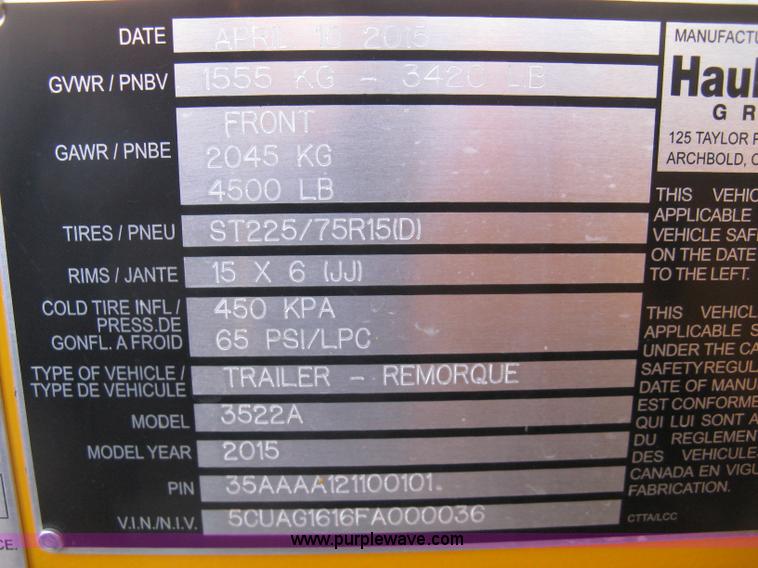 DATE APRIL 10 2015
GVWR / PNBV 1555 KG - 3420 LB
GAWR / PNBE FRONT
2045 KG
4500 LB
TIRES / PNEU ST225/75R15(D)
RIMS / JANTE 15 X 6 (JJ)
COLD TIRE INFL / 450 KPA
PRESS.DE
GONFL. A FROID 65 PSI/LPC
TYPE OF VEHICLE / TRAILER - REMORQUE
TYPE DE VEHICULE
MODEL 3522A
MODEL YEAR 2015
PIN 35AAAA121100101.
V.I.N./N.I.V. 5CUAG1616FA000036
MANUFACTU
Haul
G R
125 TAYLOR P
ARCHBOLD,
THIS VEHIC
APPLICABLE
VEHICLE SAF
ON THE DATE
TO THE LEFT.
THIS VEHICL
APPLICABLE S
UNDER THE CA
SAFETY REGUL
DATE OF MANU
EST CONFORME
QUI LUI SONT A
DU REGLEMEN
DES VEHICULES
CANADA EN VIGU
FABRICATION.
CTTA/LCC
CE.
www.purplewave.com